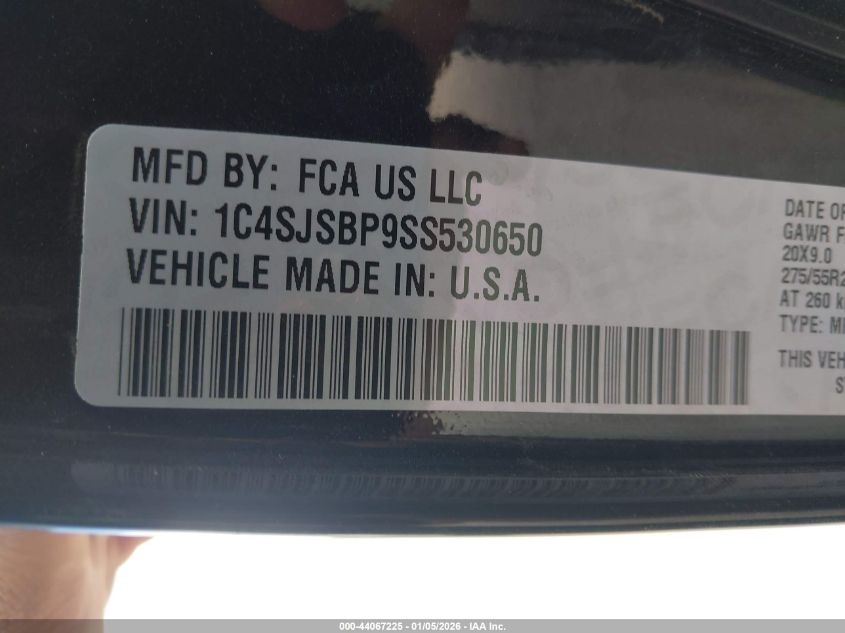 MFD BY: FCA US LLC
VIN: 1C4SJSBP9SS530650
VEHICLE MADE IN: U.S.A.
DATE OF
GAWR F
20X9.0
275/55R2
AT 260 k
TYPE: M
THIS VEH
000-44067225 - 01/05/2026 - IAA Inc.